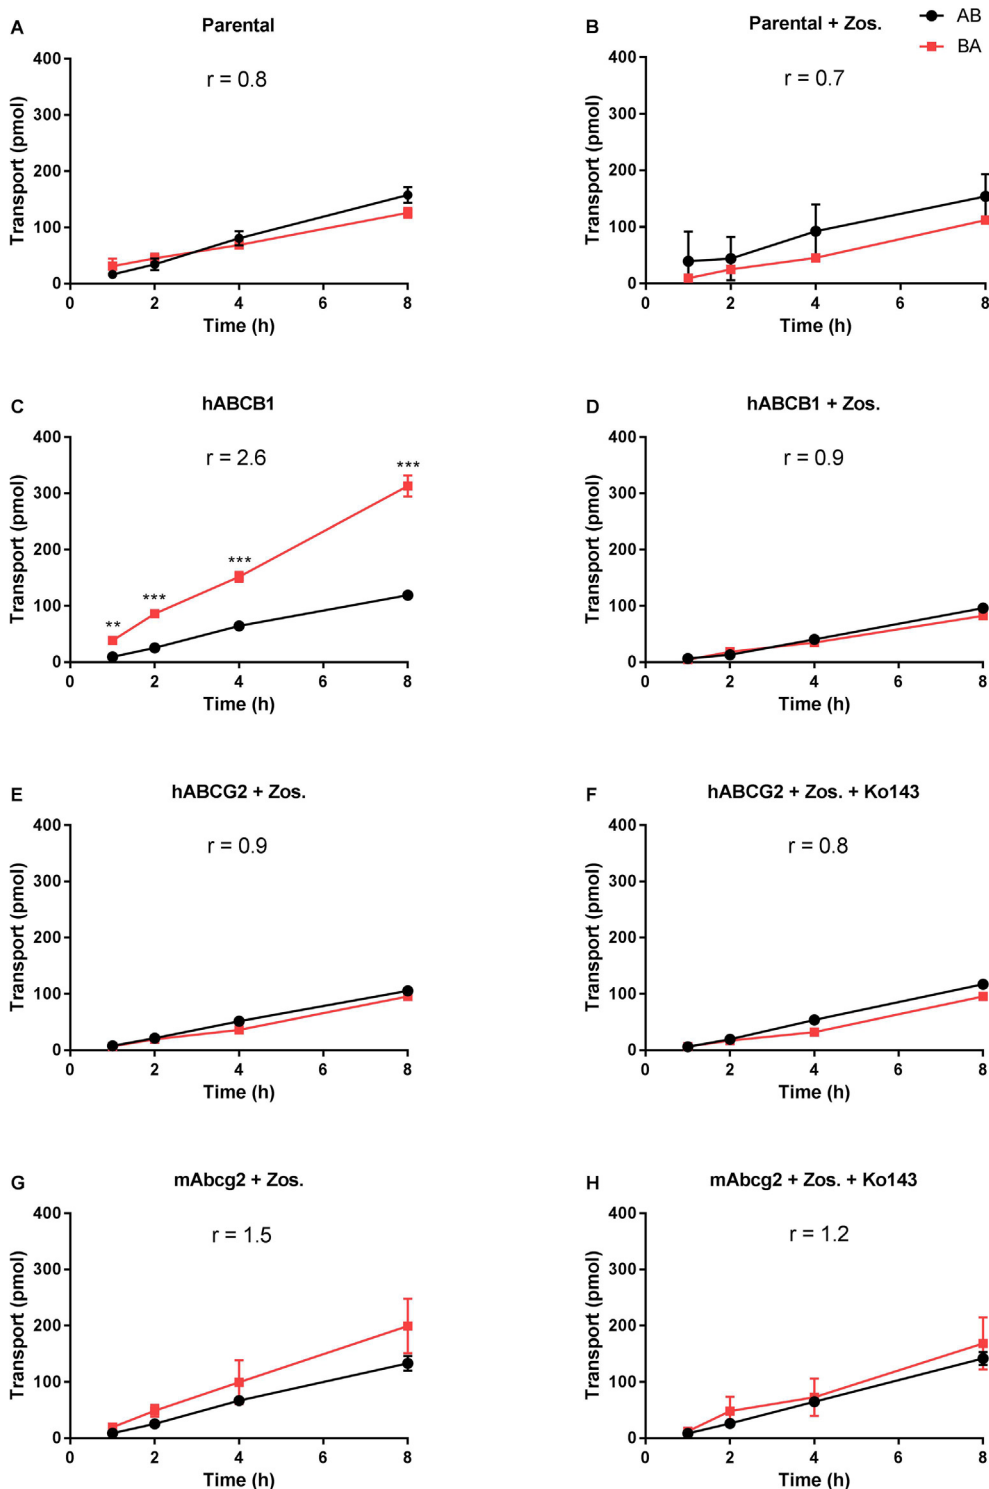 A
Parental
B
Parental + Zos.
AB
BA
r = 0.8
Transport (pmol)
400
300
200
100
0
0
2
4
6
8
Time (h)
r = 0.7
Transport (pmol)
400
300
200
100
0
0
2
4
6
8
Time (h)
C
hABCB1
r = 2.6
Transport (pmol)
400
300
200
100
0
**
***
***
***
0
2
4
6
8
Time (h)
D
hABCB1 + Zos.
r = 0.9
Transport (pmol)
400
300
200
100
0
0
2
4
6
8
Time (h)
E
hABCG2 + Zos.
r = 0.9
Transport (pmol)
400
300
200
100
0
0
2
4
6
8
Time (h)
F
hABCG2 + Zos. + Ko143
r = 0.8
Transport (pmol)
400
300
200
100
0
0
2
4
6
8
Time (h)
G
mAbcg2 + Zos.
r = 1.5
Transport (pmol)
400
300
200
100
0
0
2
4
6
8
Time (h)
H
mAbcg2 + Zos. + Ko143
r = 1.2
Transport (pmol)
400
300
200
100
0
0
2
4
6
8
Time (h)